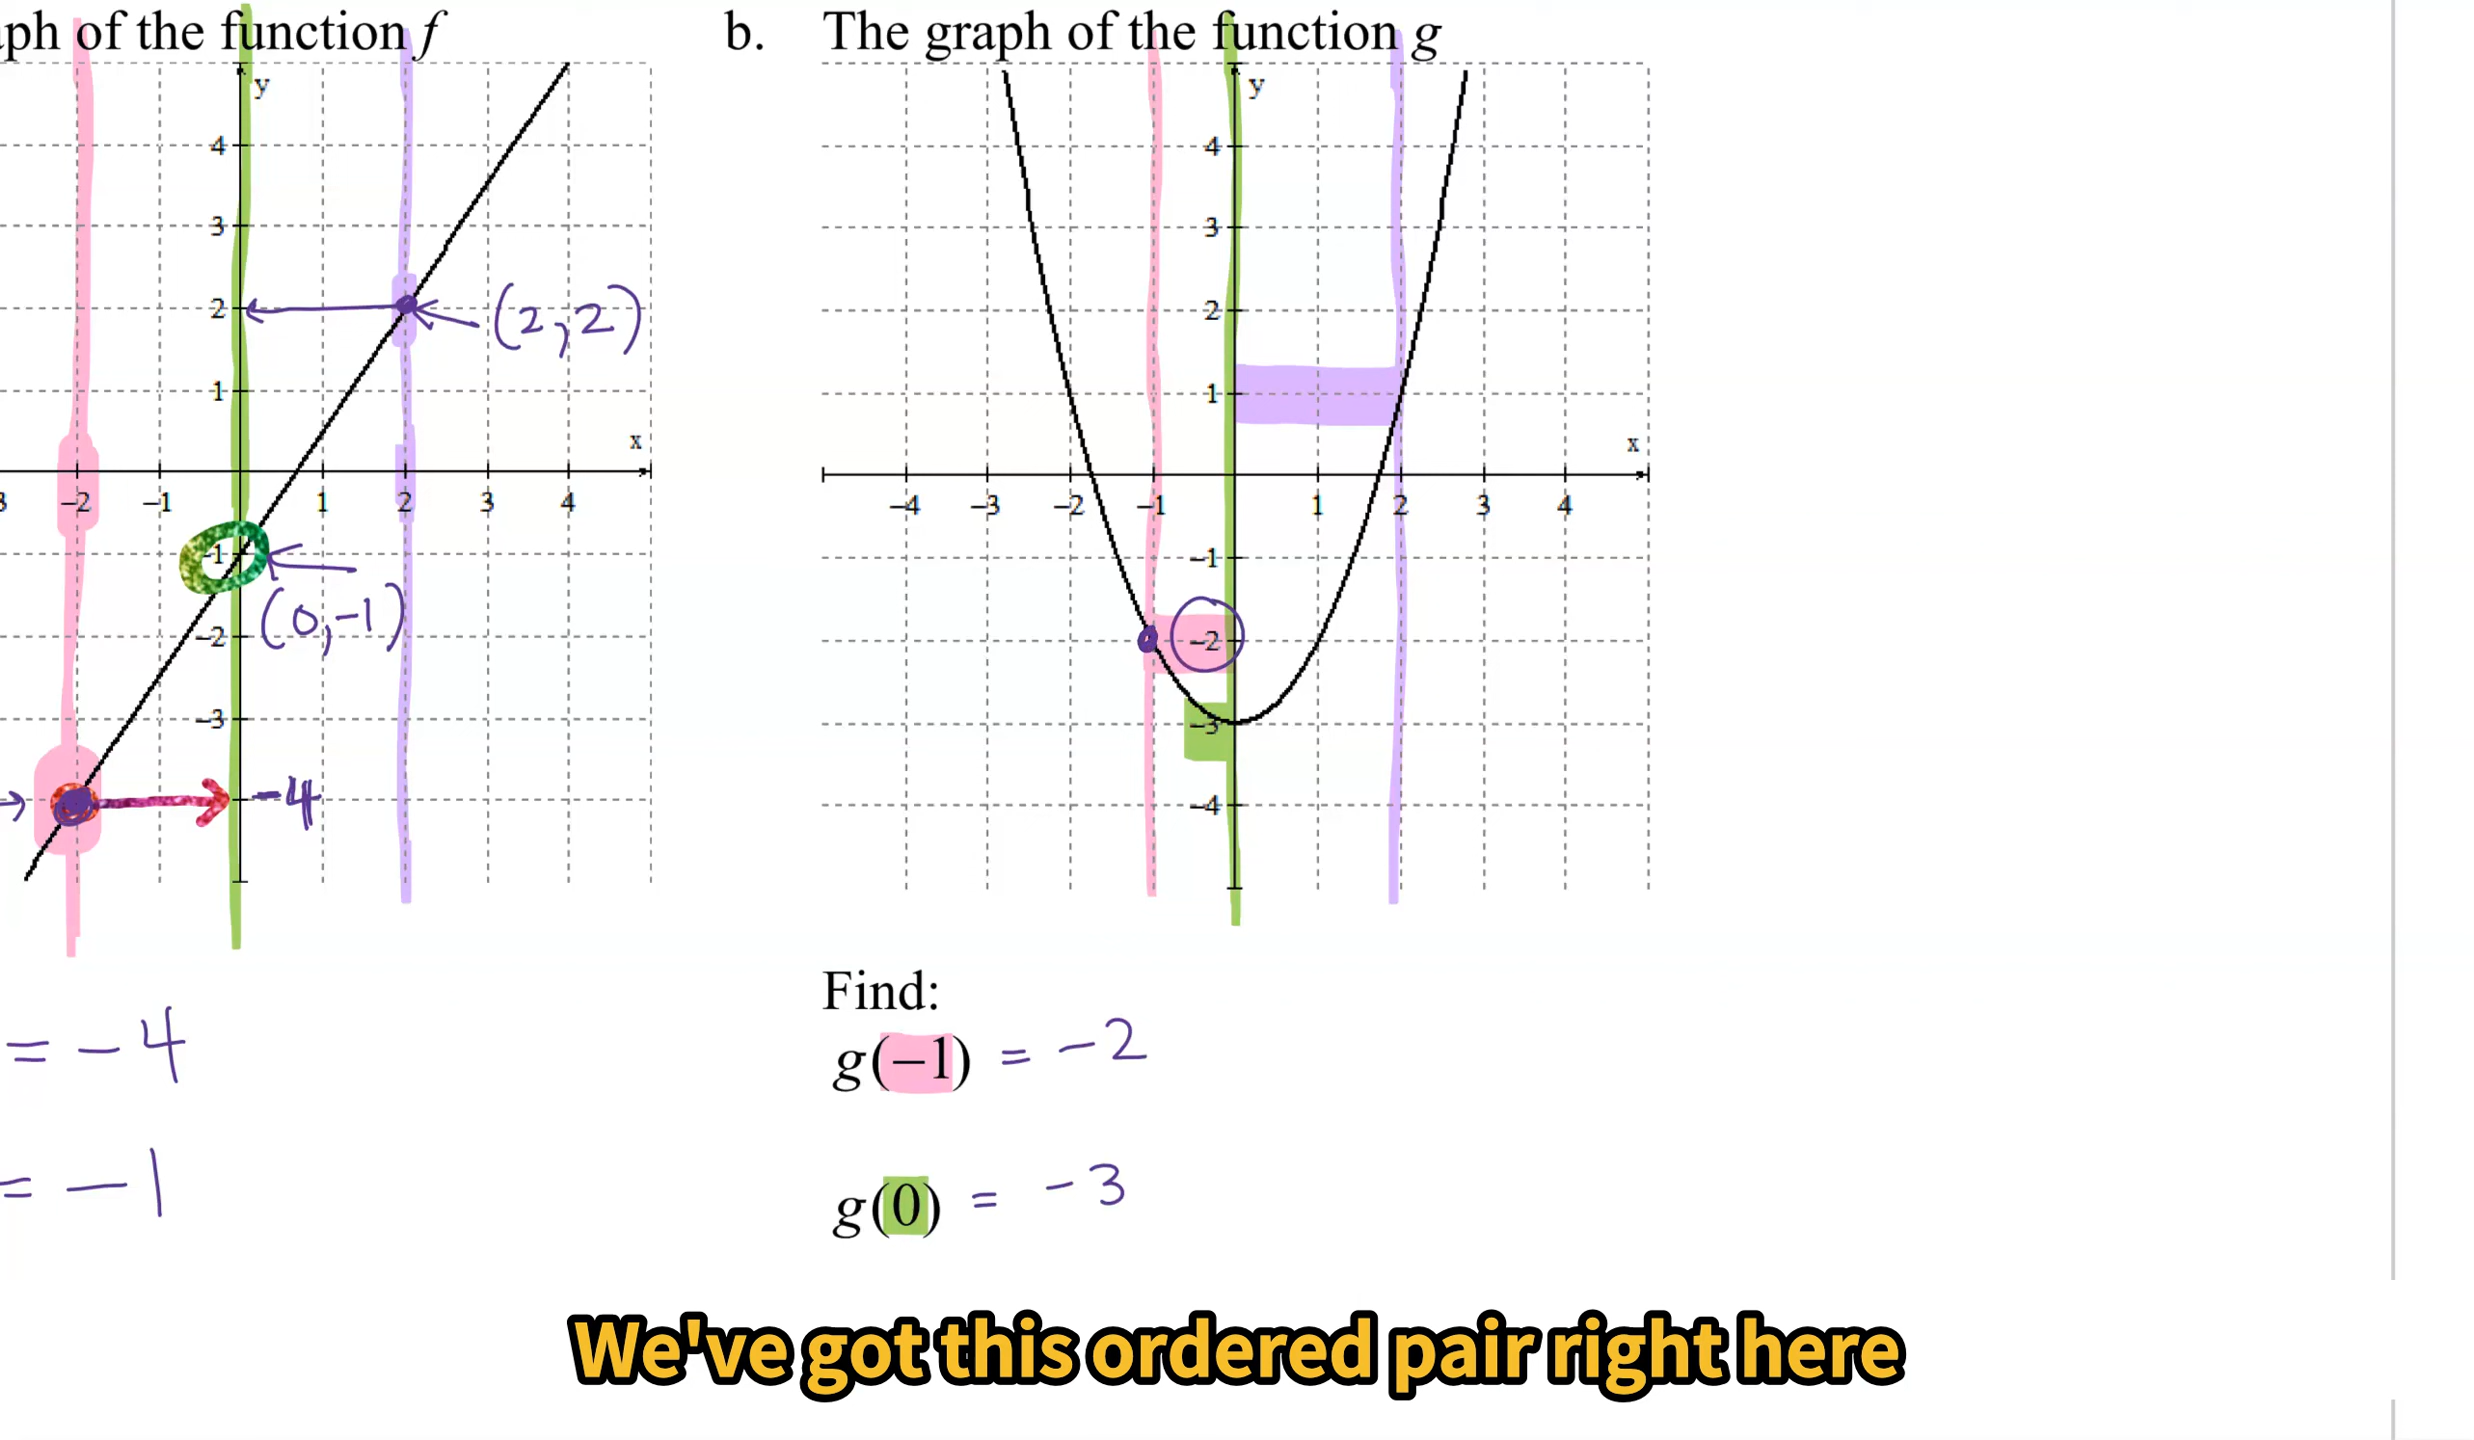 ph of the function f
y
4
3
2
1
x
3 −2 −1 1 2 3 4
−1
−2
−3
(2,2)
(0,-1)
-4
= -4
= -1
b. The graph of the function g
y
4
3
2
1
x
−4 −3 −2 −1 1 2 3 4
−1
−2
−3
−4
Find:
g(−1) = -2
g(0) = -3
We've got this ordered pair right here